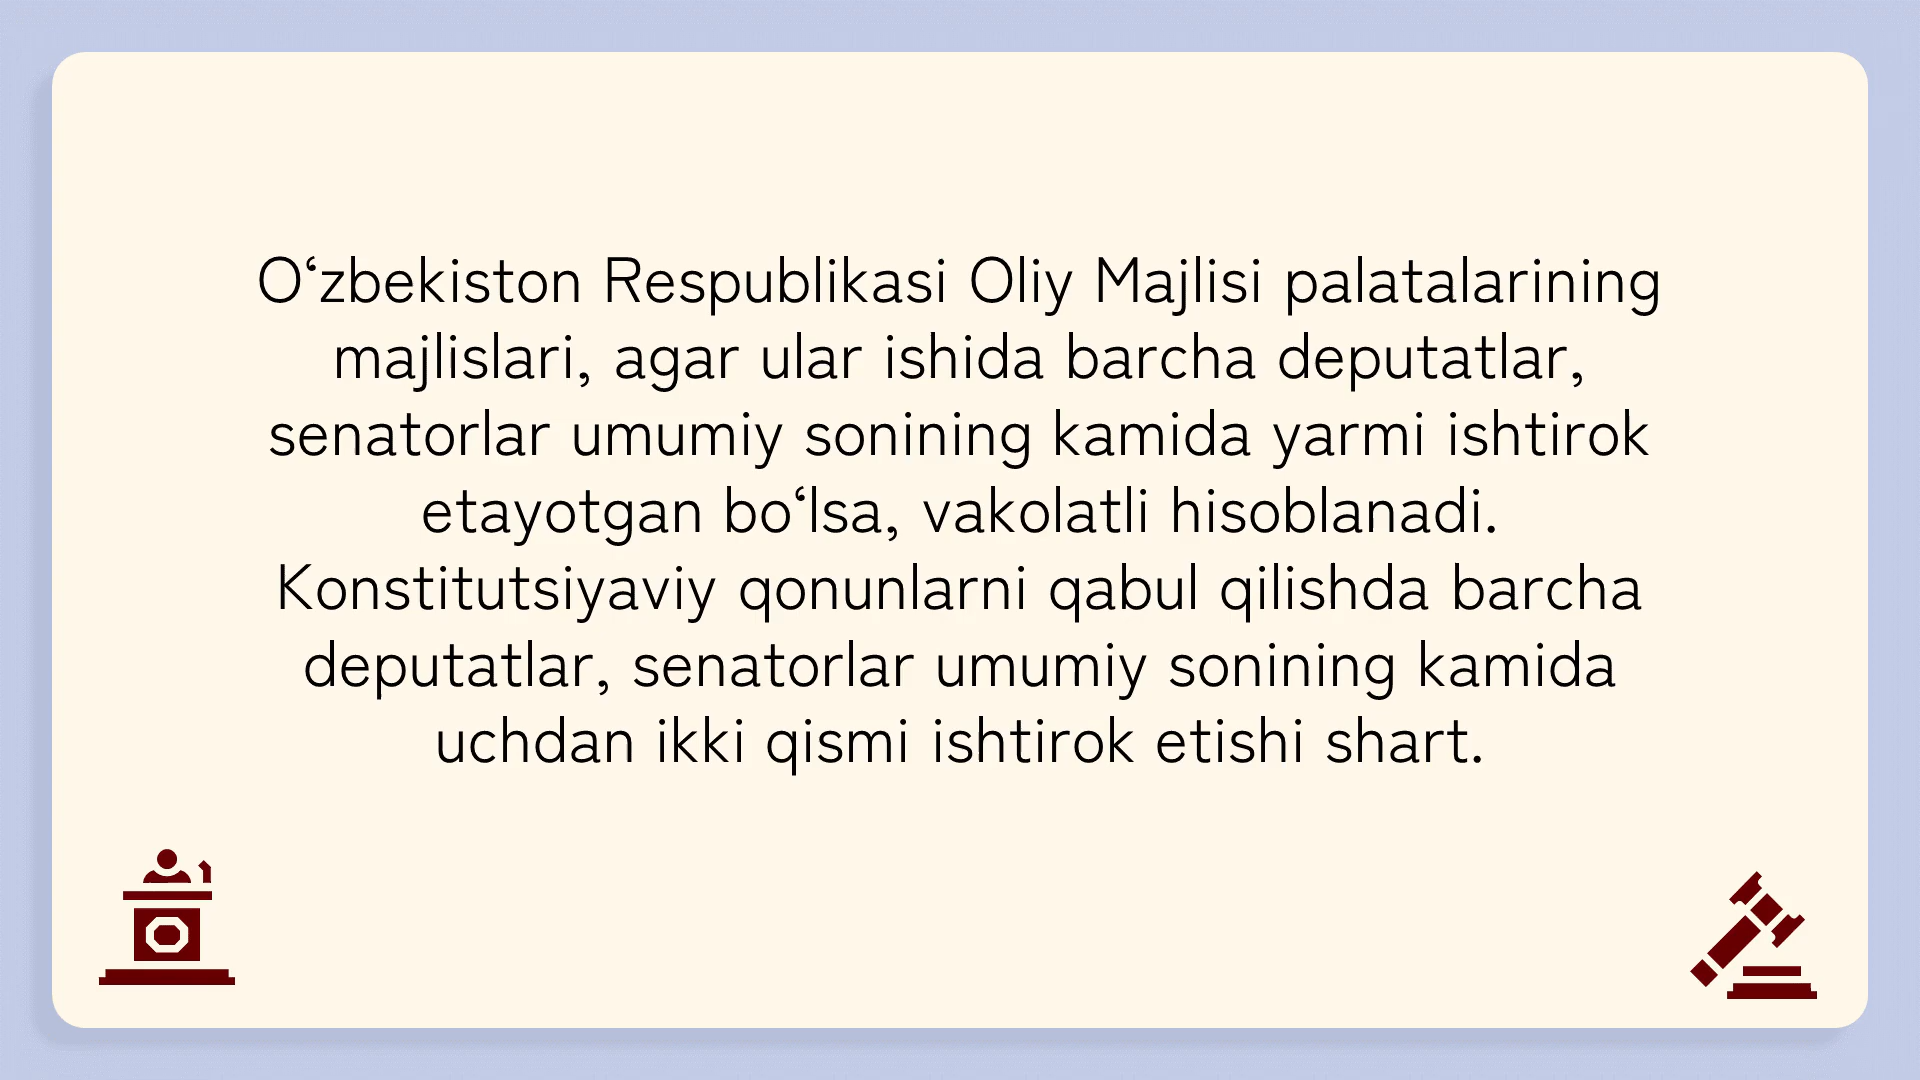 O‘zbekiston Respublikasi Oliy Majlisi palatalarining
majlislari, agar ular ishida barcha deputatlar,
senatorlar umumiy sonining kamida yarmi ishtirok
etayotgan bo‘lsa, vakolatli hisoblanadi.
Konstitutsiyaviy qonunlarni qabul qilishda barcha
deputatlar, senatorlar umumiy sonining kamida
uchdan ikki qismi ishtirok etishi shart.